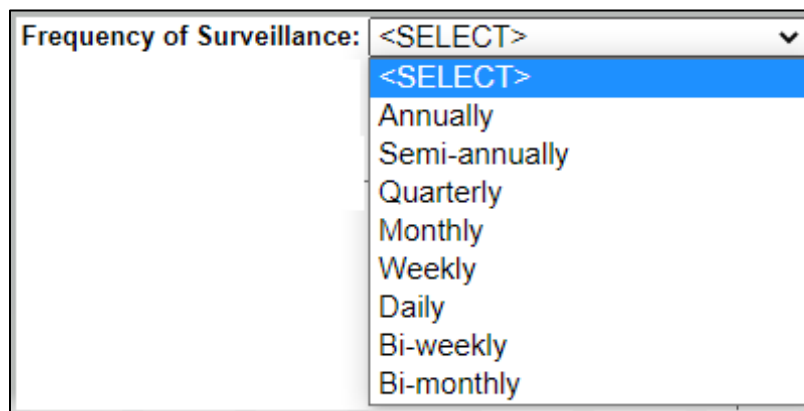 Frequency of Surveillance: <SELECT>
<SELECT>
Annually
Semi-annually
Quarterly
Monthly
Weekly
Daily
Bi-weekly
Bi-monthly